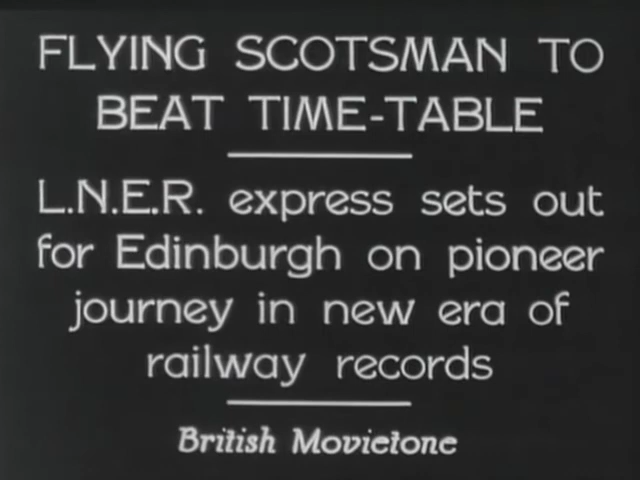 FLYING SCOTSMAN TO
BEAT TIME-TABLE
L.N.E.R. express sets out
for Edinburgh on pioneer
journey in new era of
railway records
British Movietone